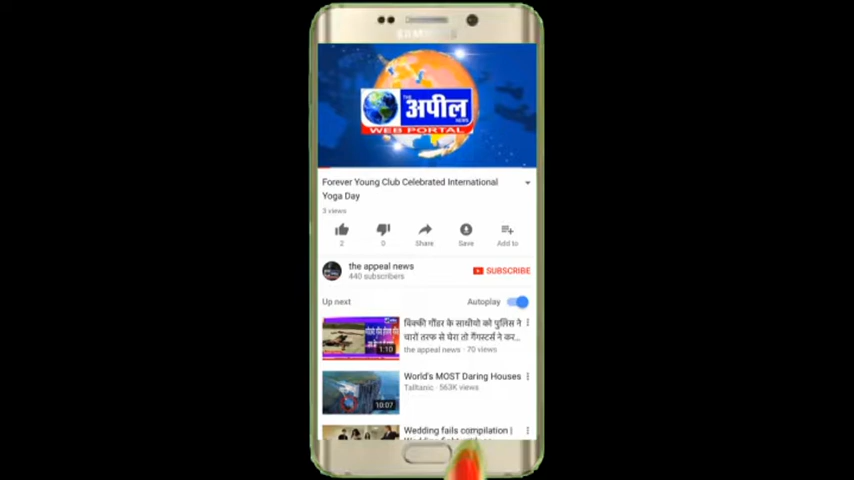 SAMSUNG
THE
अपील
NEWS
WEB PORTAL
Forever Young Club Celebrated International
Yoga Day
3 views
2
0
Share
Save
Add to
the appeal news
440 subscribers
SUBSCRIBE
Up next
Autoplay
विक्की गौंडर के साथीयो को पुलिस ने
चारों तरफ से घेरा तो गैंगस्टर्स ने कर...
the appeal news · 70 views
1:10
World's MOST Daring Houses
Talltanic · 563K views
10:07
Wedding fails compilation |